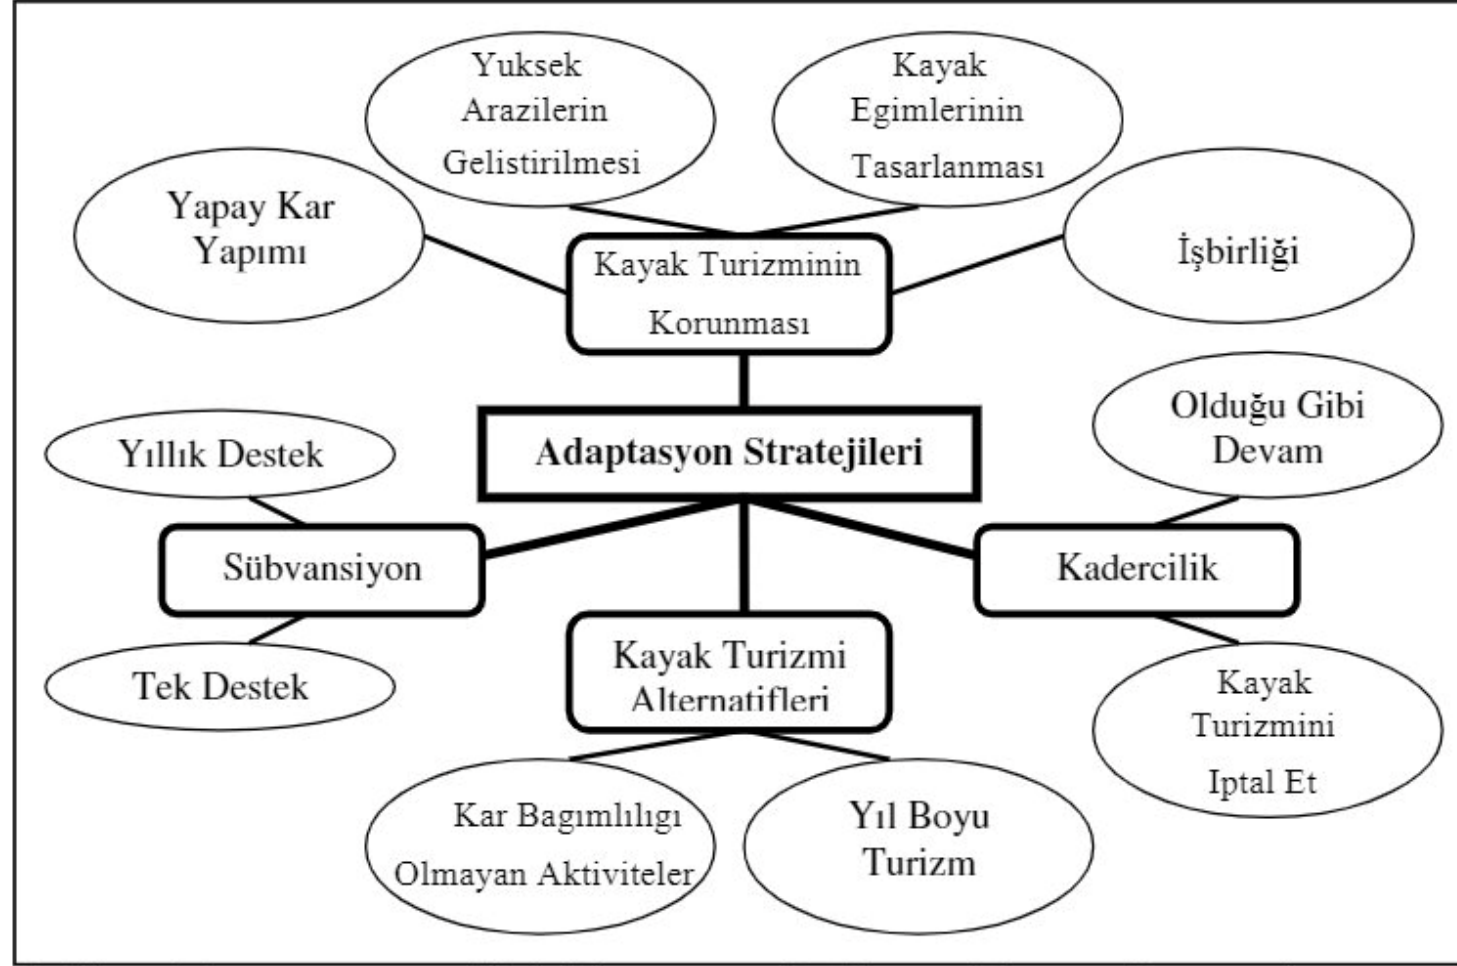 Yuksek
Arazilerin
Gelistirilmesi
Kayak
Egimlerinin
Tasarlanması
Yapay Kar
Yapımı
İşbirliği
Kayak Turizminin
Korunması
Adaptasyon Stratejileri
Yıllık Destek
Olduğu Gibi
Devam
Sübvansiyon
Kadercilik
Tek Destek
Kayak Turizmi
Alternatifleri
Kayak
Turizmini
Iptal Et
Kar Bagımlılıgı
Olmayan Aktiviteler
Yıl Boyu
Turizm